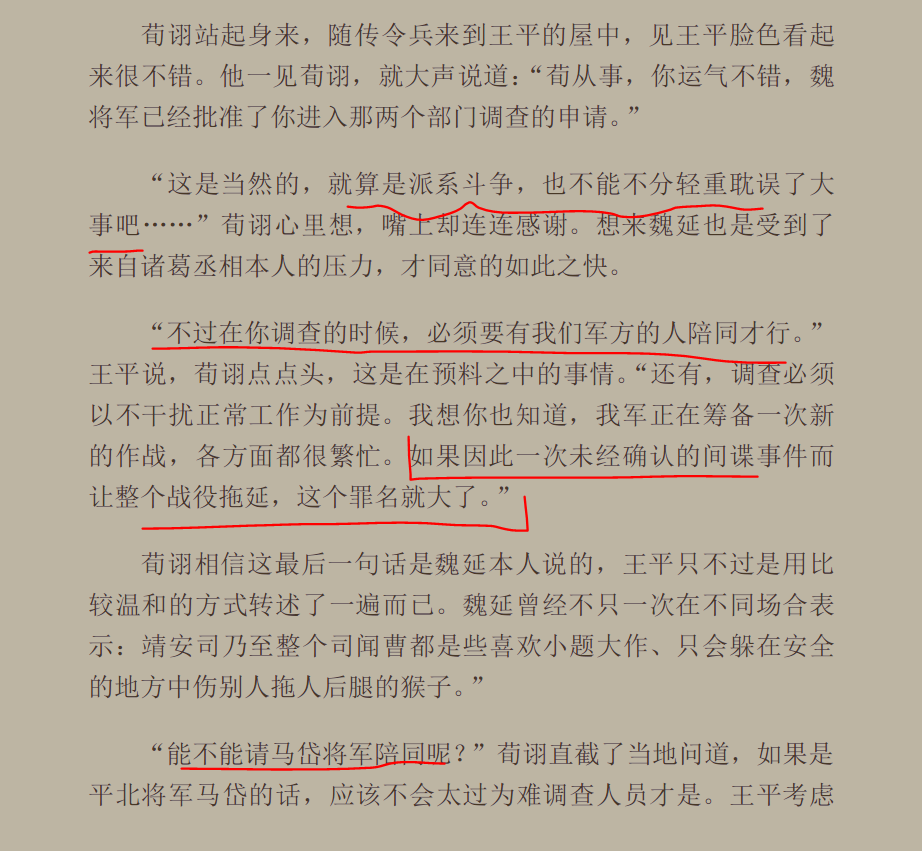 荀诩站起身来，随传令兵来到王平的屋中，见王平脸色看起
来很不错。他一见荀诩，就大声说道：“荀从事，你运气不错，魏
将军已经批准了你进入那两个部门调查的申请。”
“这是当然的，就算是派系斗争，也不能不分轻重耽误了大
事吧……”荀诩心里想，嘴上却连连感谢。想来魏延也是受到了
来自诸葛丞相本人的压力，才同意的如此之快。
“不过在你调查的时候，必须要有我们军方的人陪同才行。”
王平说，荀诩点点头，这是在预料之中的事情。“还有，调查必须
以不干扰正常工作为前提。我想你也知道，我军正在筹备一次新
的作战，各方面都很繁忙。如果因此一次未经确认的间谍事件而
让整个战役拖延，这个罪名就大了。”
荀诩相信这最后一句话是魏延本人说的，王平只不过是用比
较温和的方式转述了一遍而已。魏延曾经不只一次在不同场合表
示：靖安司乃至整个司闻曹都是些喜欢小题大作、只会躲在安全
的地方中伤别人拖人后腿的猴子。”
“能不能请马岱将军陪同呢？”荀诩直截了当地问道，如果是
平北将军马岱的话，应该不会太过为难调查人员才是。王平考虑